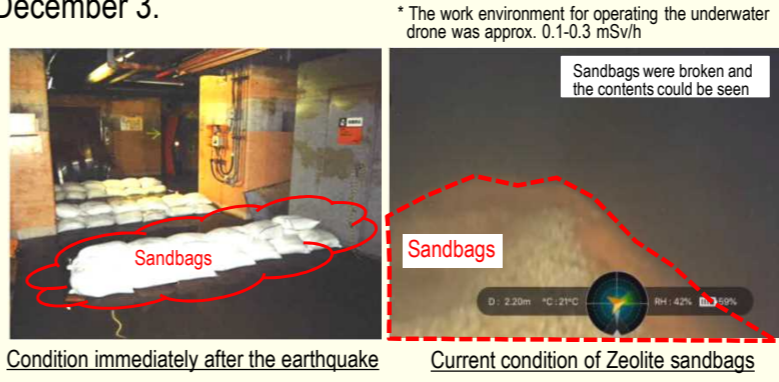 December 3.
* The work environment for operating the underwater
drone was approx. 0.1-0.3 mSv/h
Sandbags were broken and
the contents could be seen
Sandbags
Sandbags
D : 2.20m °C : 21°C RH : 42% 59%
Condition immediately after the earthquake
Current condition of Zeolite sandbags